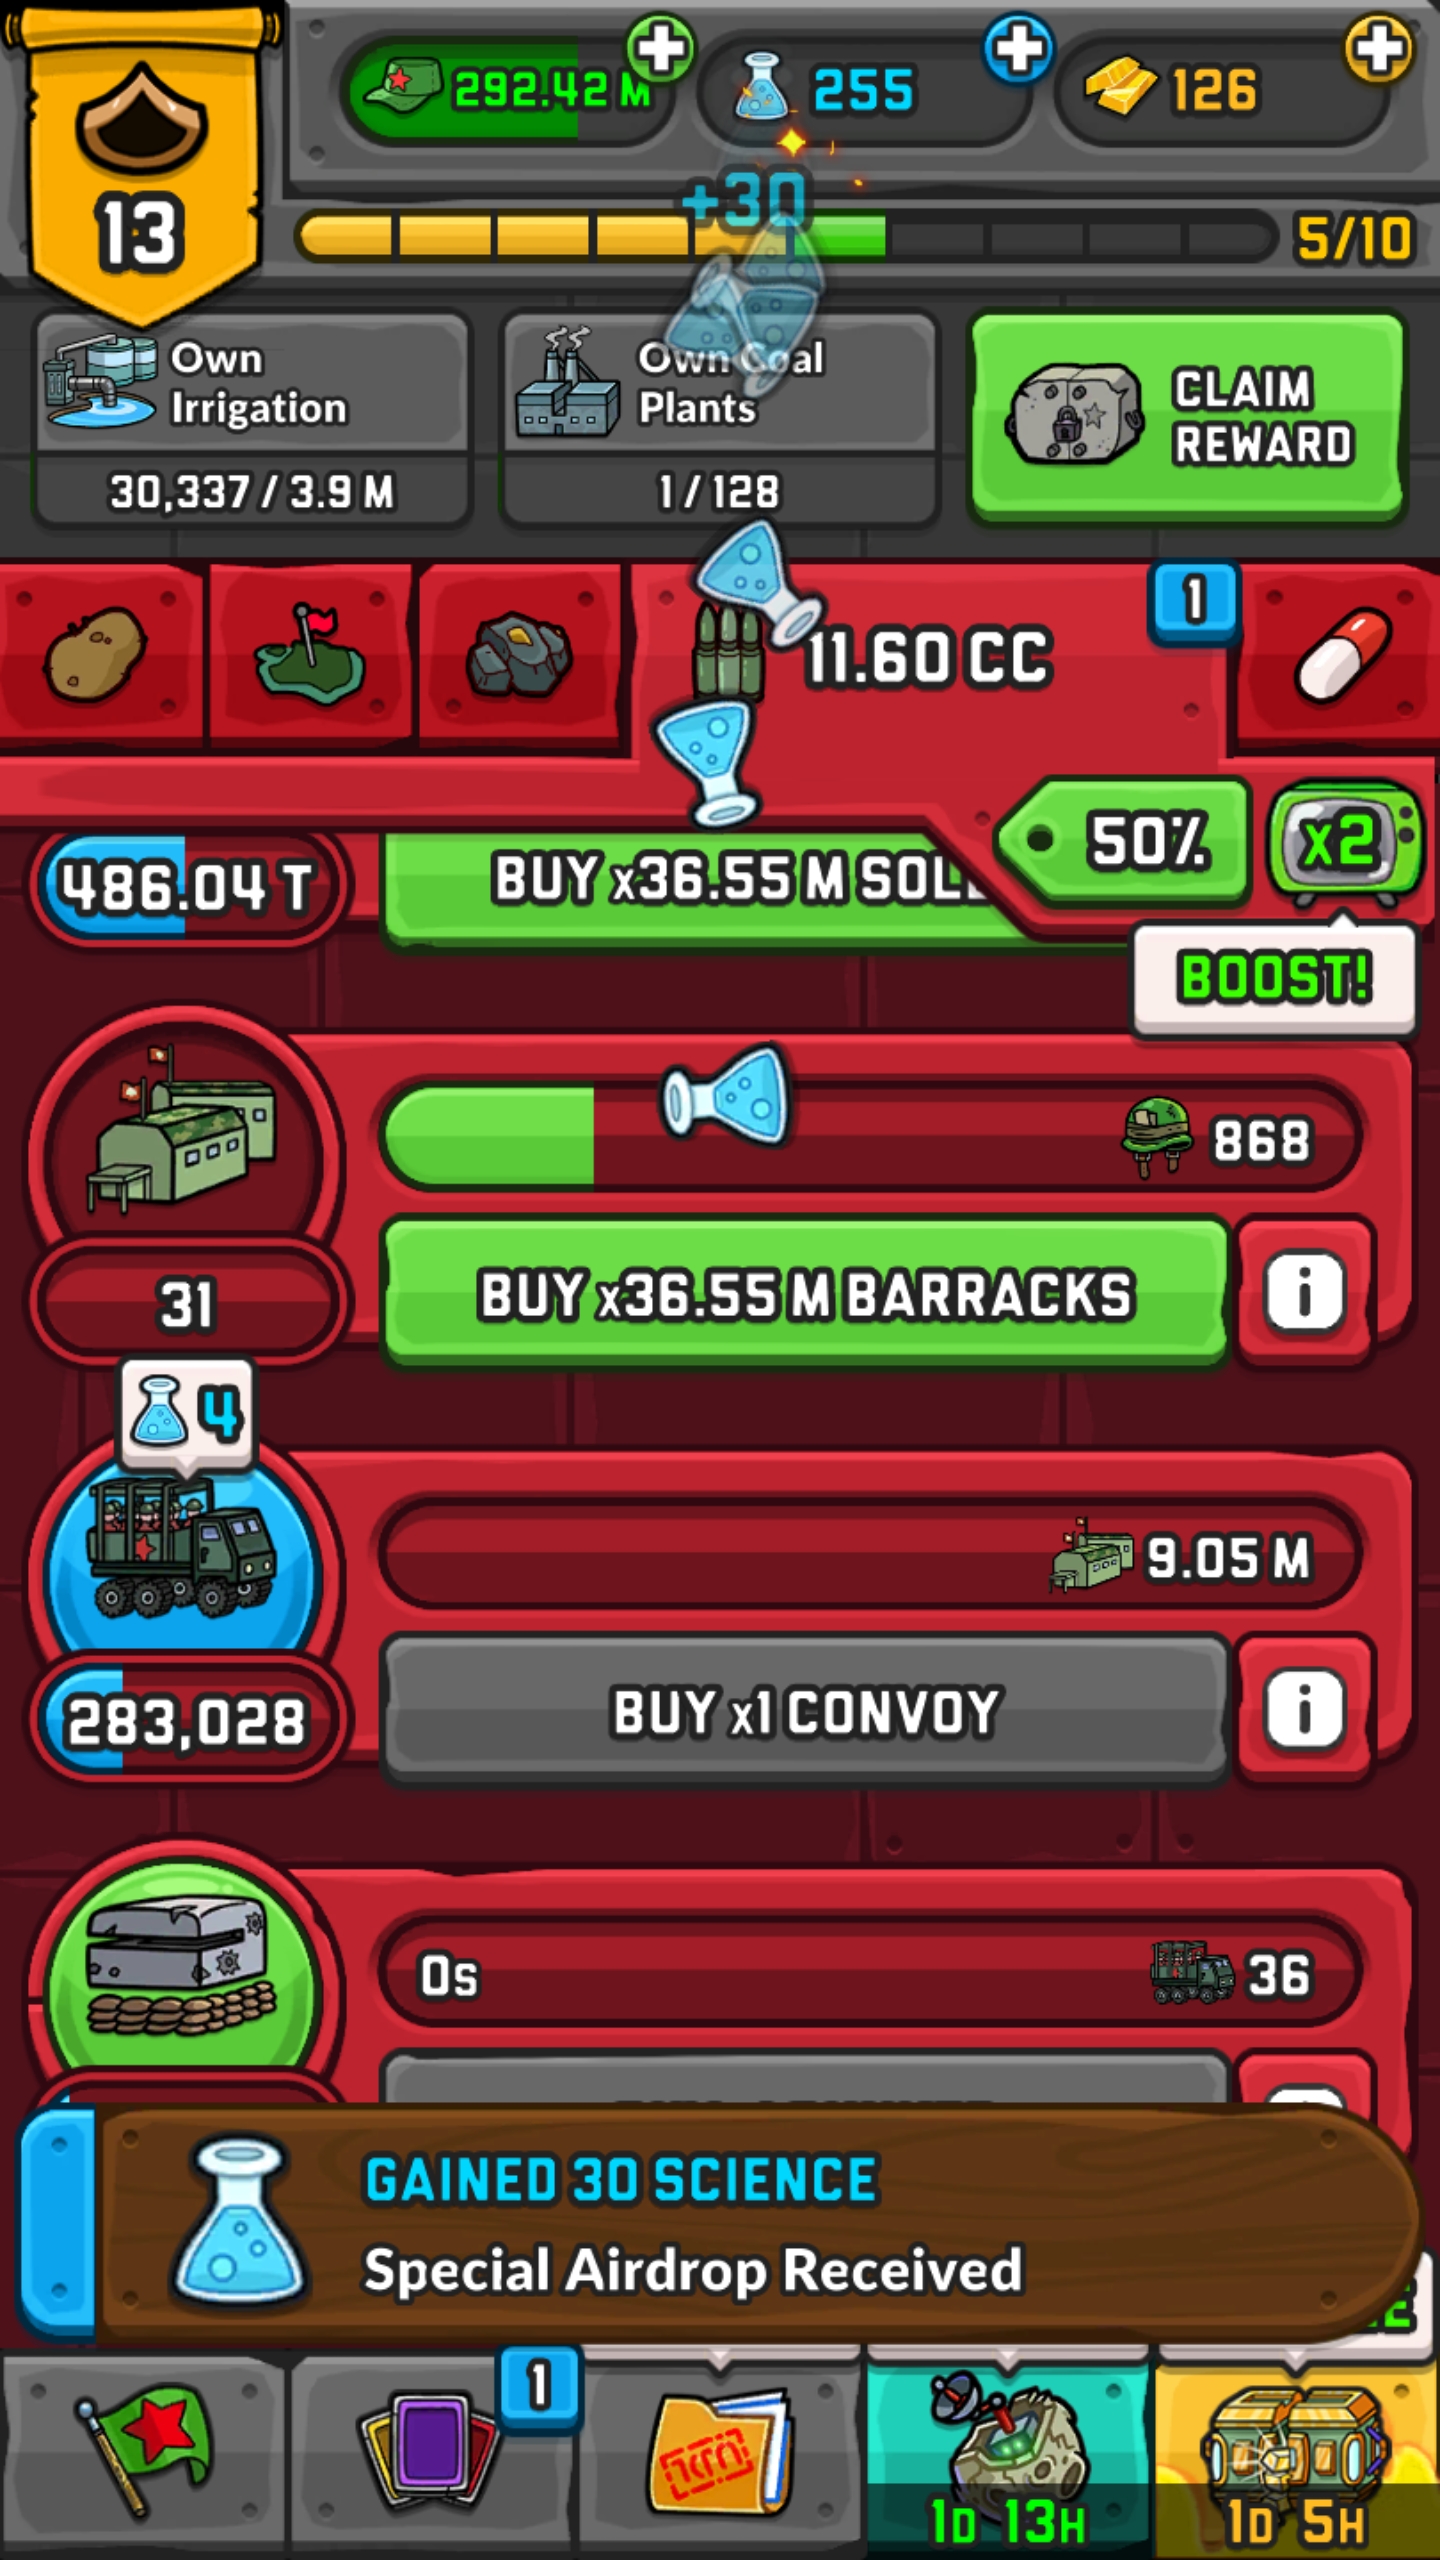 292.42 M
255
126
13
+30
5/10
Own
Irrigation
30,337 / 3.9 M
Own Coal
Plants
1 / 128
CLAIM
REWARD
11.60 CC
1
50%
x2
BOOST!
486.04 T
BUY x36.55 M
868
BUY x36.55 M BARRACKS
31
4
9.05 M
BUY x1 CONVOY
283,028
0s
36
GAINED 30 SCIENCE
Special Airdrop Received
1
1D 13H
1D 5H